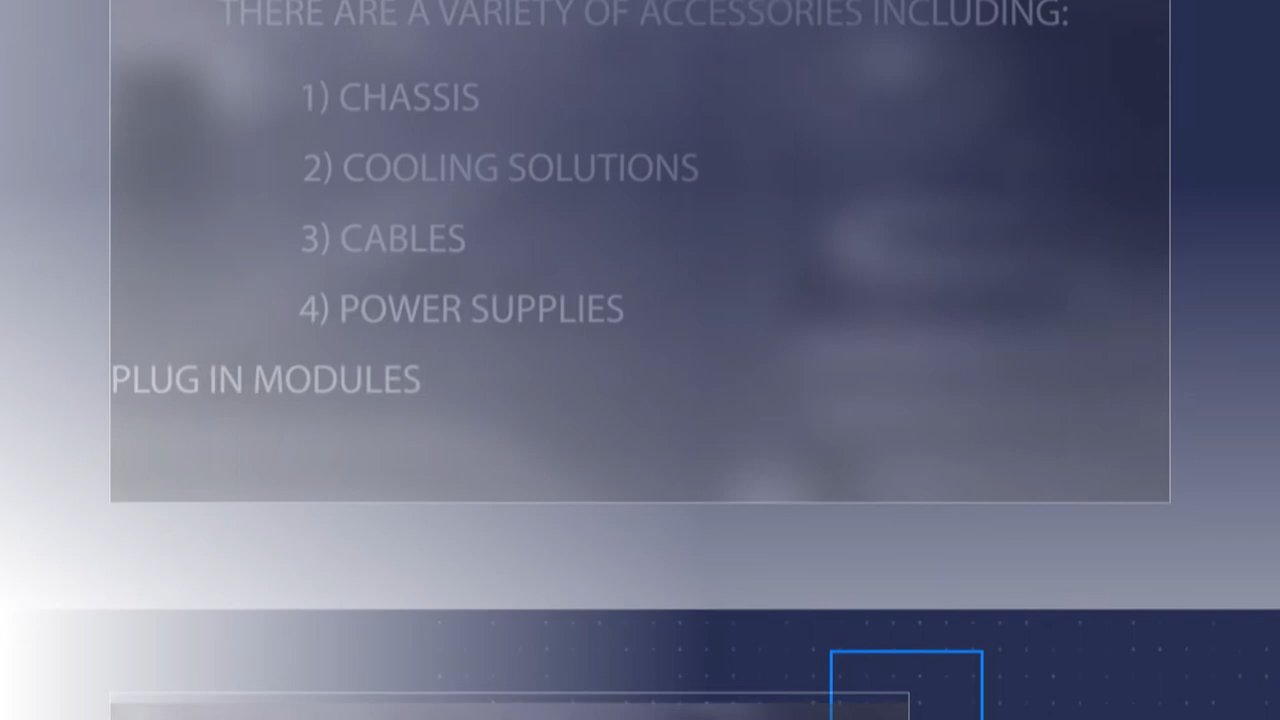 THERE ARE A VARIETY OF ACCESSORIES INCLUDING:
1) CHASSIS
2) COOLING SOLUTIONS
3) CABLES
4) POWER SUPPLIES
PLUG IN MODULES